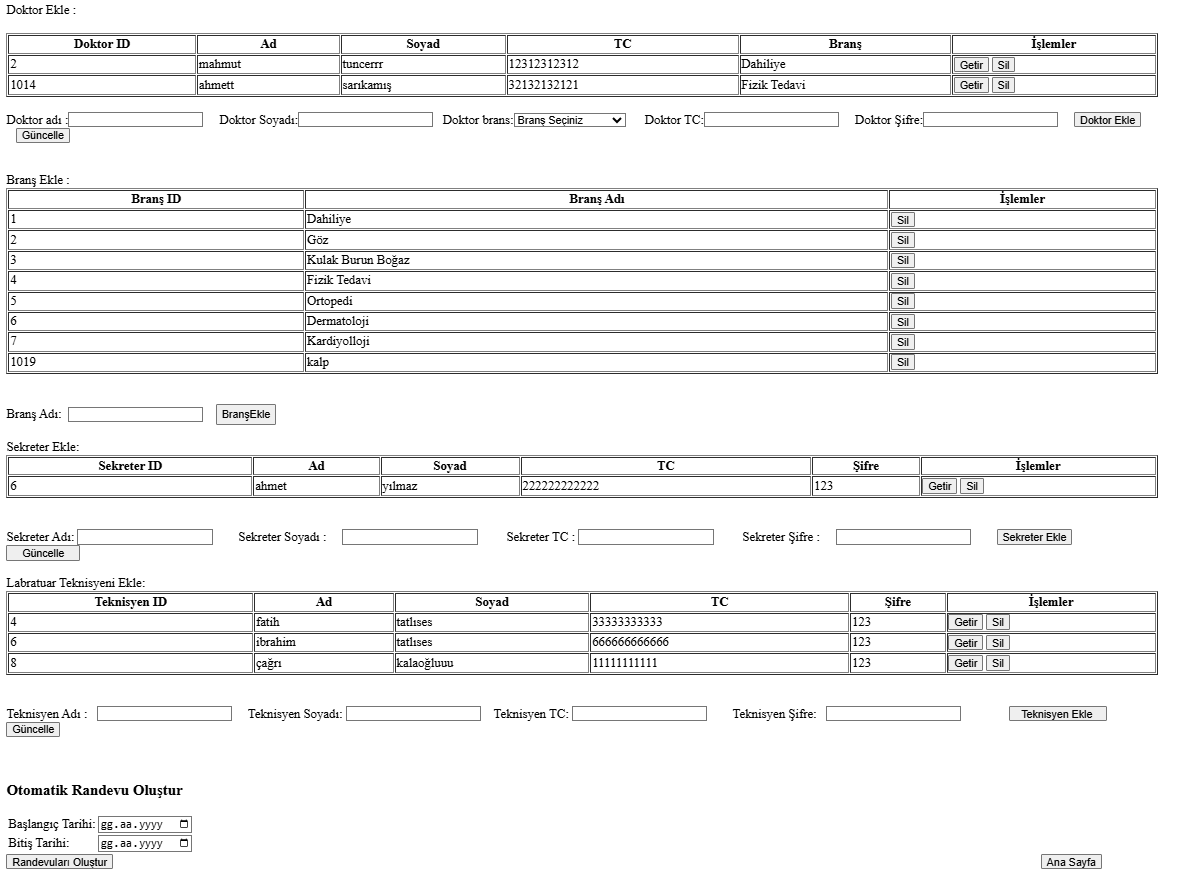 Doktor Ekle :
Doktor ID Ad Soyad TC Branş İşlemler
2 mahmut tuncerrr 12312312312 Dahiliye Getir Sil
1014 ahmett sarıkamış 32132132121 Fizik Tedavi Getir Sil
Doktor adı : Doktor Soyadı: Doktor brans: Branş Seçiniz Doktor TC: Doktor Şifre: Doktor Ekle
Güncelle
Branş Ekle :
Branş ID Branş Adı İşlemler
1 Dahiliye Sil
2 Göz Sil
3 Kulak Burun Boğaz Sil
4 Fizik Tedavi Sil
5 Ortopedi Sil
6 Dermatoloji Sil
7 Kardiyolloji Sil
1019 kalp Sil
Branş Adı: BranşEkle
Sekreter Ekle:
Sekreter ID Ad Soyad TC Şifre İşlemler
6 ahmet yılmaz 222222222222 123 Getir Sil
Sekreter Adı: Sekreter Soyadı : Sekreter TC : Sekreter Şifre : Sekreter Ekle
Güncelle
Labratuar Teknisyeni Ekle:
Teknisyen ID Ad Soyad TC Şifre İşlemler
4 fatih tatlıses 33333333333 123 Getir Sil
6 ibrahim tatlıses 666666666666 123 Getir Sil
8 çağrı kalaoğluuu 11111111111 123 Getir Sil
Teknisyen Adı : Teknisyen Soyadı: Teknisyen TC: Teknisyen Şifre: Teknisyen Ekle
Güncelle
Otomatik Randevu Oluştur
Başlangıç Tarihi: gg.aa.yyyy
Bitiş Tarihi: gg.aa.yyyy
Randevuları Oluştur Ana Sayfa